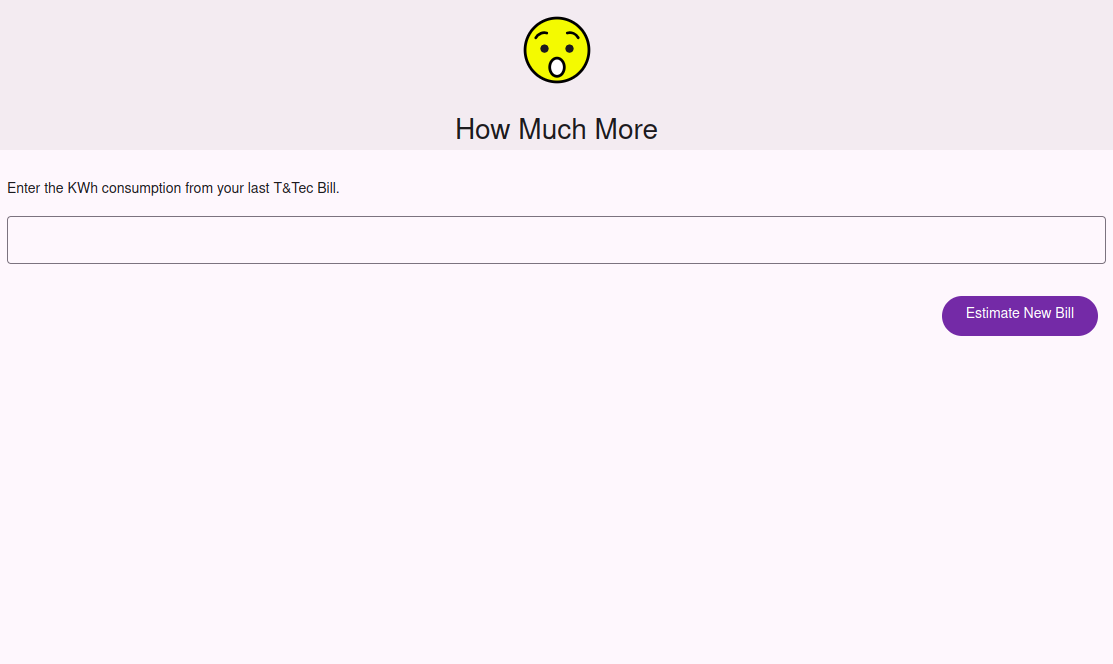 How Much More
Enter the KWh consumption from your last T&Tec Bill.
Estimate New Bill